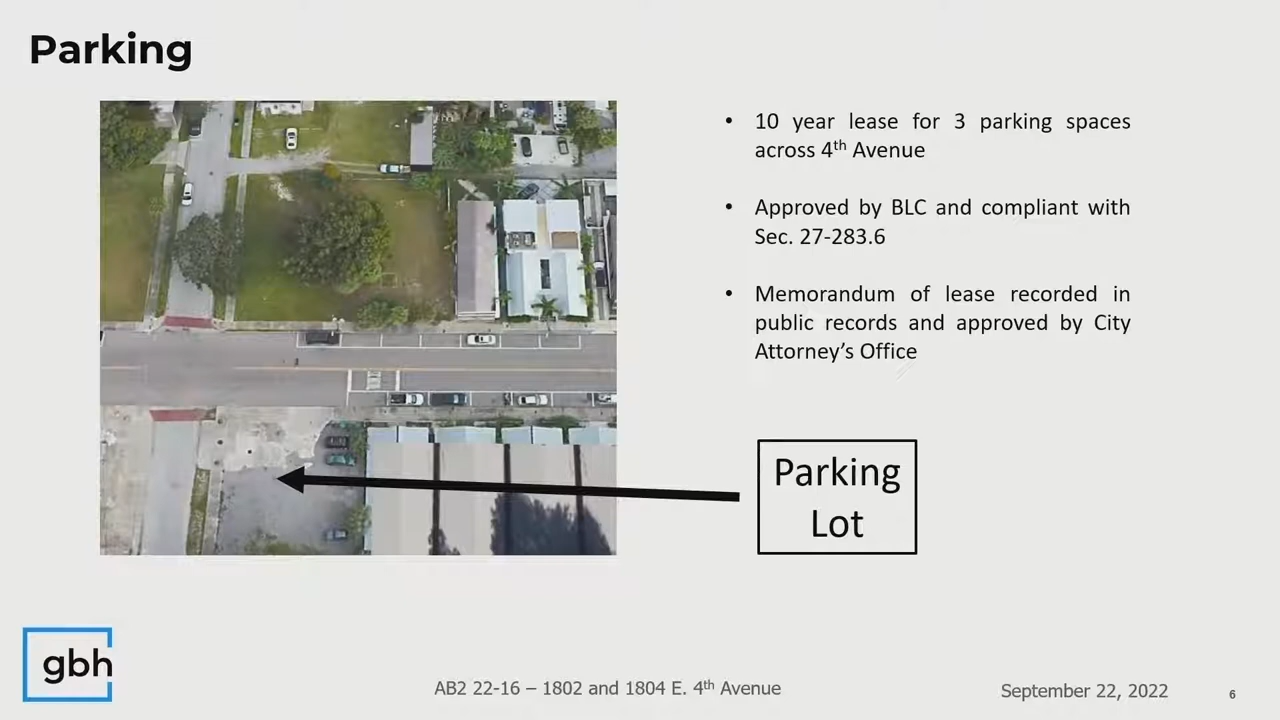 Parking
• 10 year lease for 3 parking spaces
across 4th Avenue
• Approved by BLC and compliant with
Sec. 27-283.6
• Memorandum of lease recorded in
public records and approved by City
Attorney’s Office
Parking
Lot
gbh
AB2 22-16 – 1802 and 1804 E. 4th Avenue
September 22, 2022
6